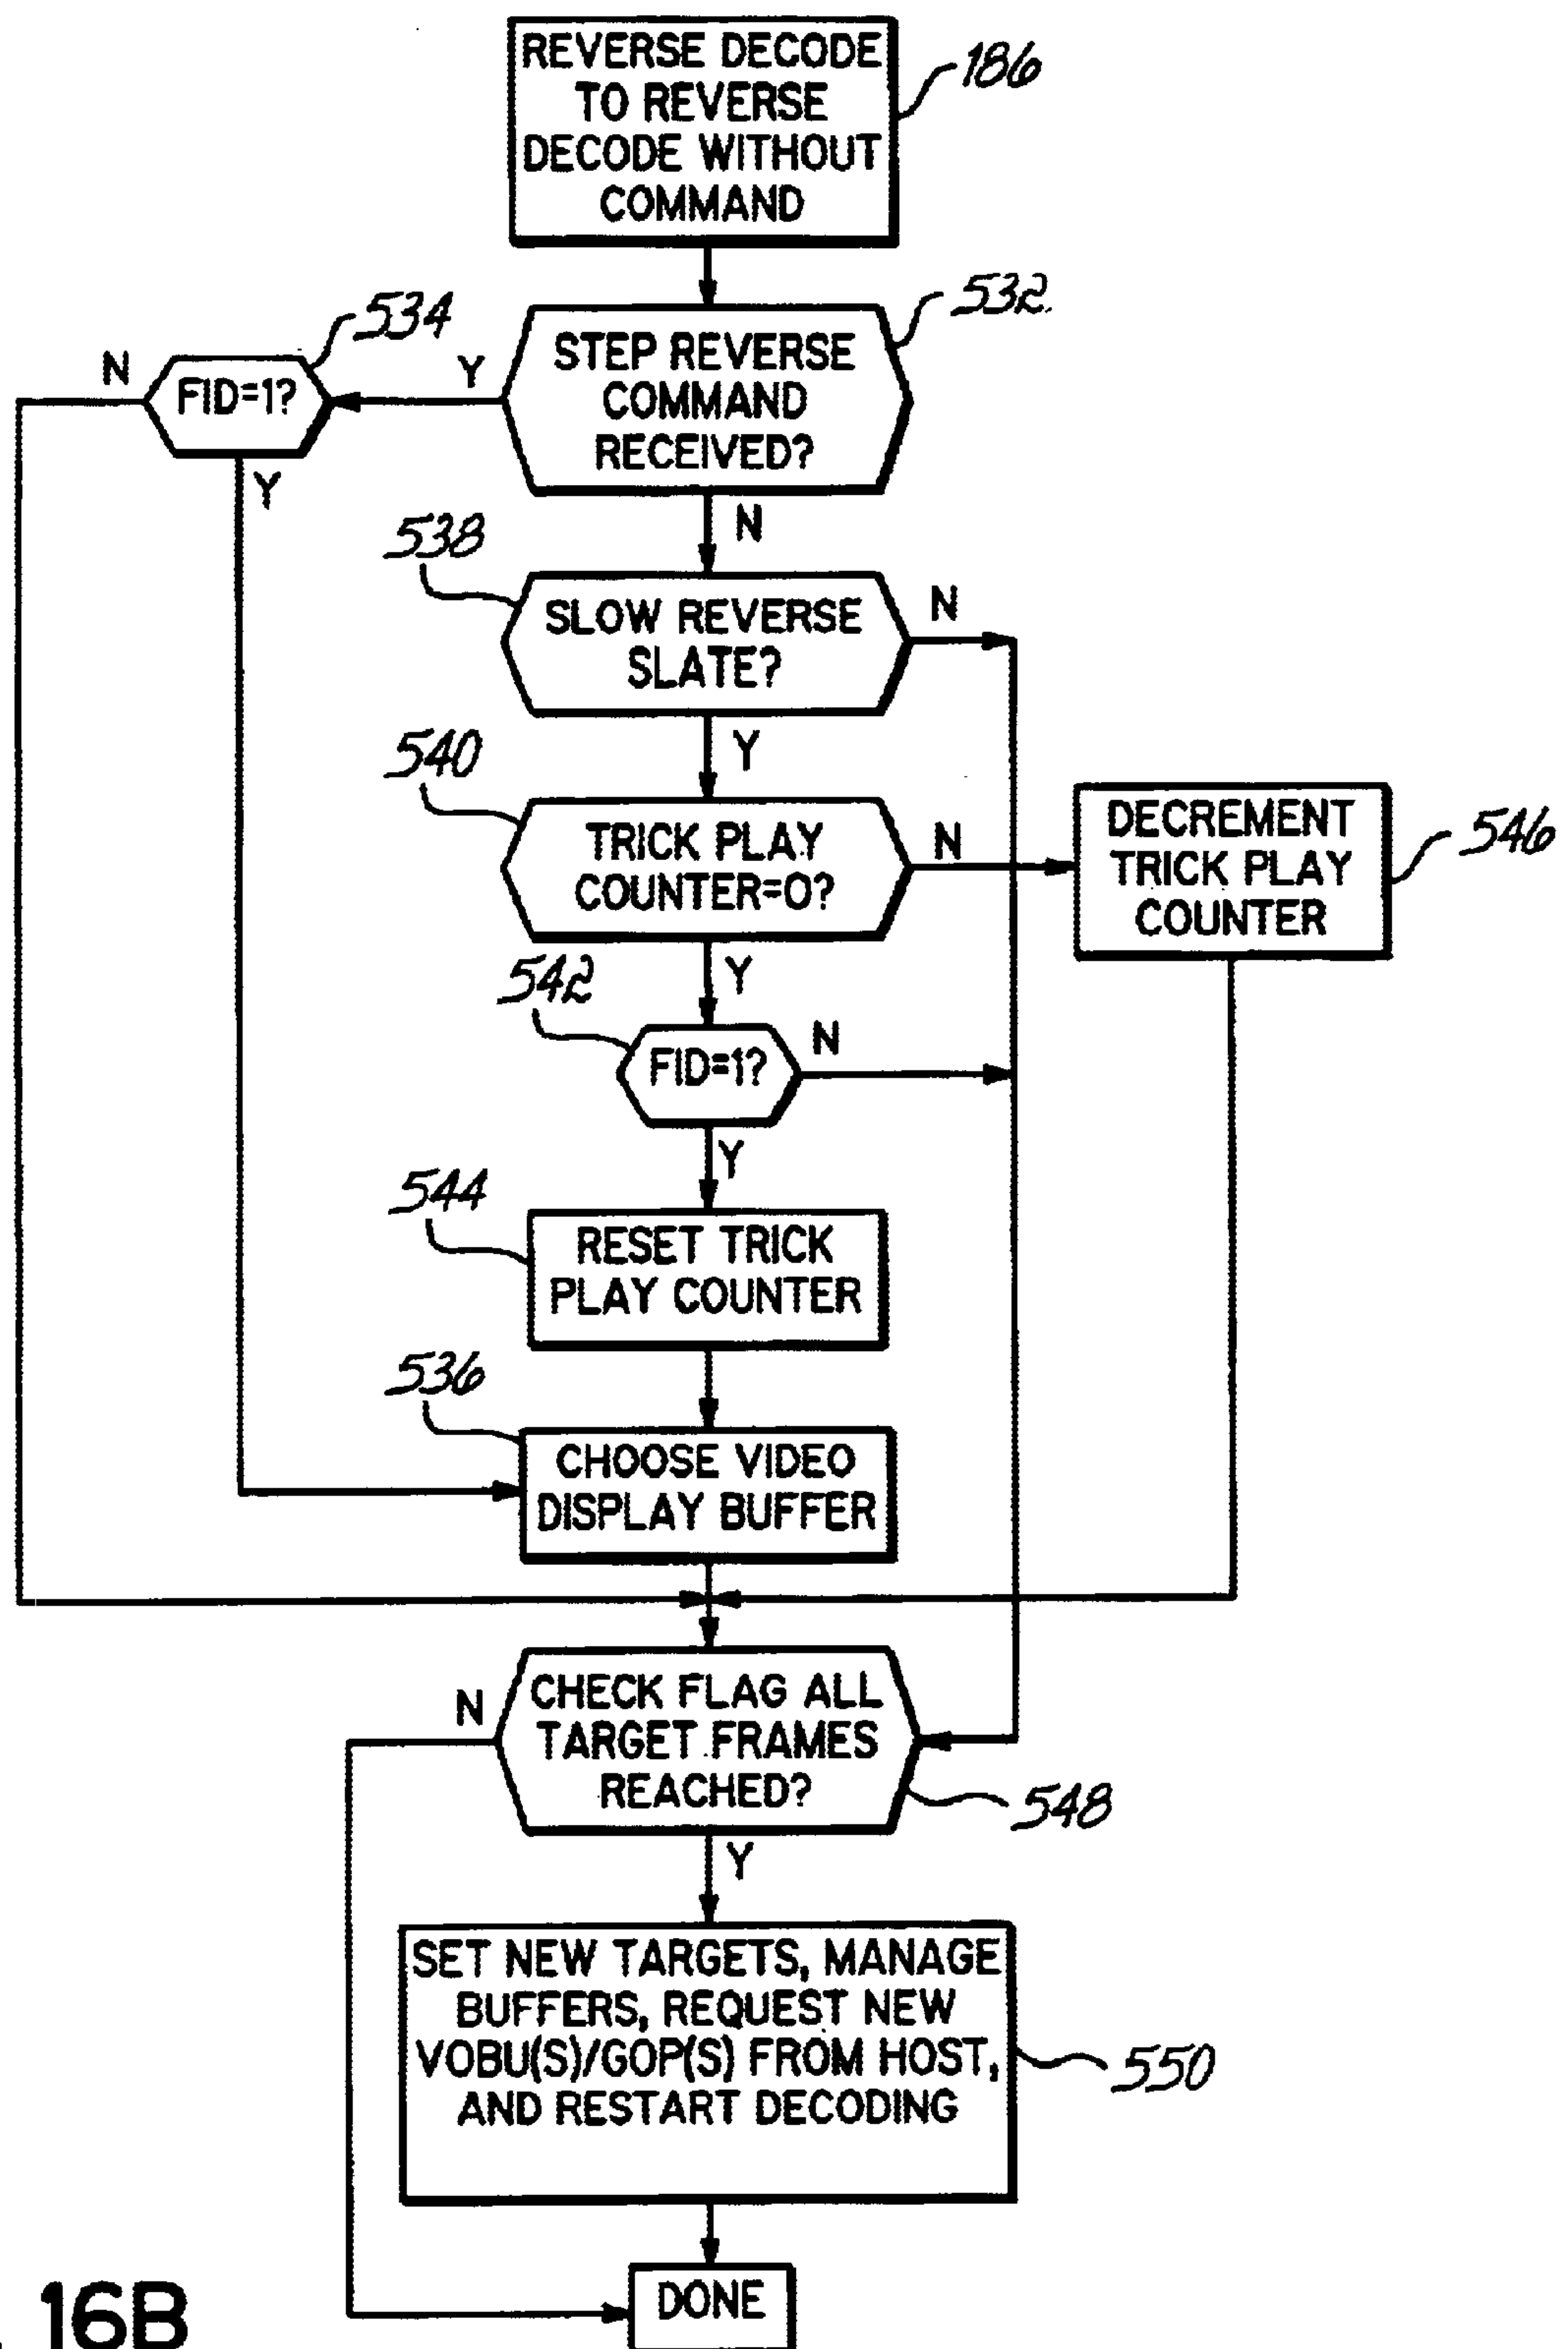 REVERSE DECODE
TO REVERSE
DECODE WITHOUT
COMMAND
186
532
534
N
FID=1?
Y
STEP REVERSE
COMMAND
RECEIVED?
Y
N
538
SLOW REVERSE
SLATE?
N
Y
540
TRICK PLAY
COUNTER=0?
N
DECREMENT
TRICK PLAY
COUNTER
546
Y
542
FID=1?
N
Y
544
RESET TRICK
PLAY COUNTER
536
CHOOSE VIDEO
DISPLAY BUFFER
N
CHECK FLAG ALL
TARGET FRAMES
REACHED?
548
Y
SET NEW TARGETS, MANAGE
BUFFERS, REQUEST NEW
VOBU(S)/GOP(S) FROM HOST,
AND RESTART DECODING
550
DONE
16B